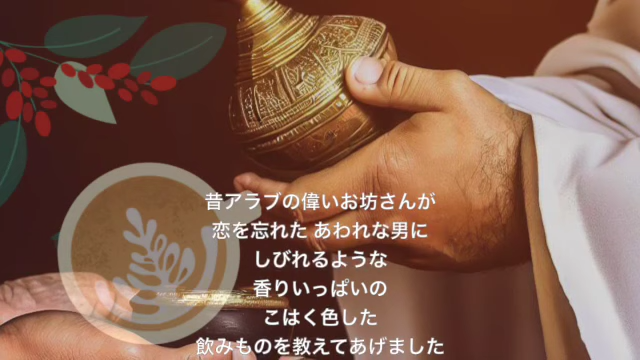 昔アラブの偉いお坊さんが
恋を忘れた あわれな男に
しびれるような
香りいっぱいの
こはく色した
飲みものを教えてあげました